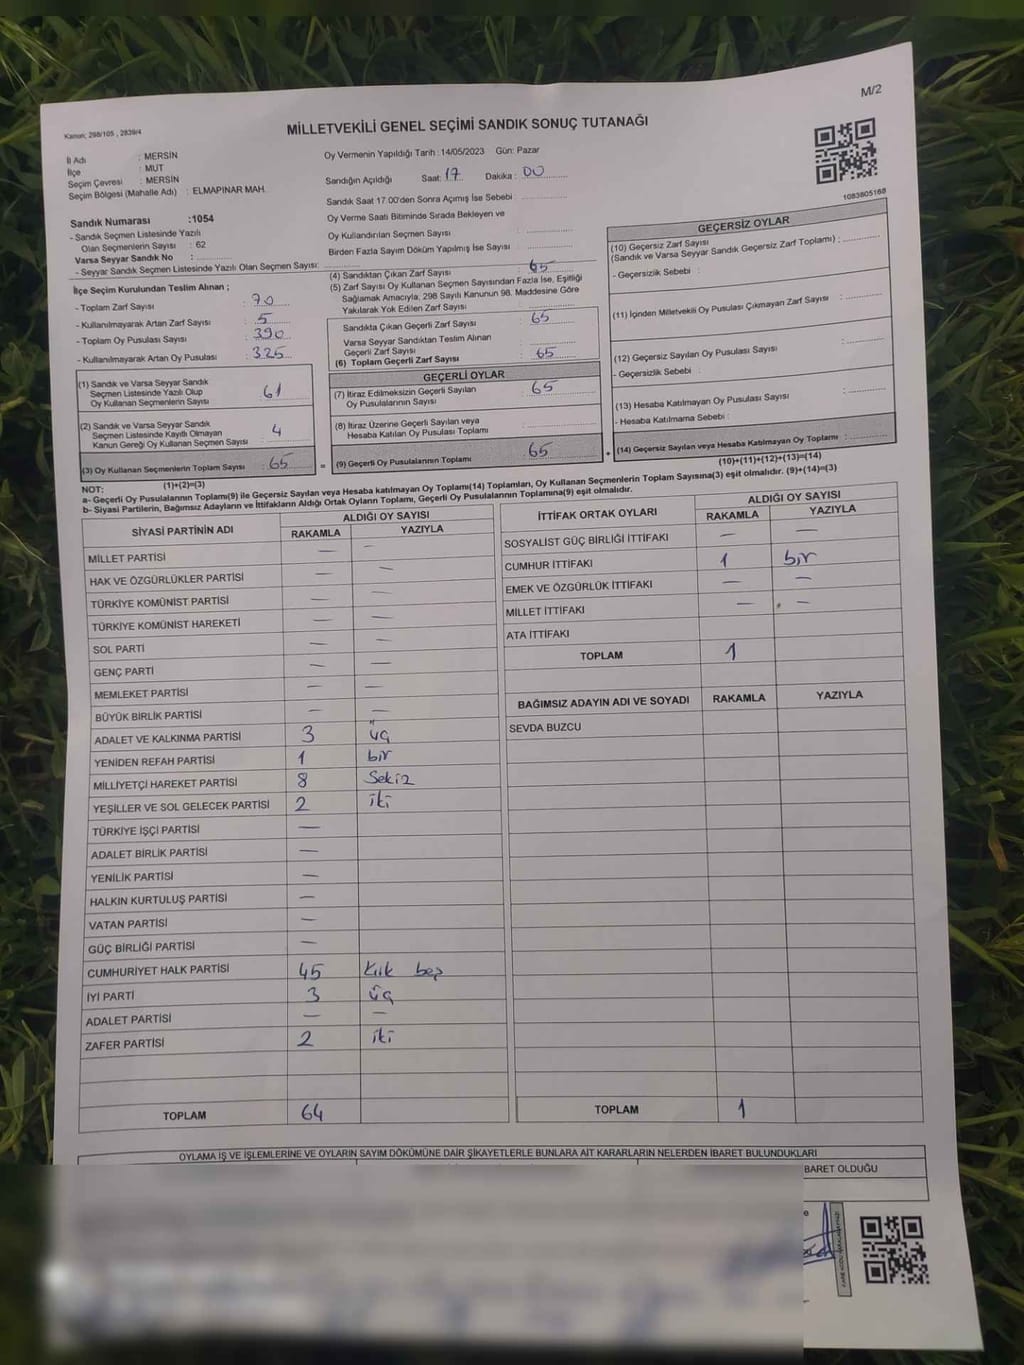 M/2
Kanun; 298/105 , 2839/4
MİLLETVEKİLİ GENEL SEÇİMİ SANDIK SONUÇ TUTANAĞI
İl Adı : MERSİN
İlçe : MUT
Seçim Çevresi : MERSİN
Seçim Bölgesi (Mahalle Adı) : ELMAPINAR MAH.
Oy Vermenin Yapıldığı Tarih : 14/05/2023 Gün: Pazar
Sandığın Açıldığı Saat: 17 Dakika : 00
Sandık Saat 17.00'den Sonra Açımış İse Sebebi :
Oy Verme Saati Bitiminde Sırada Bekleyen ve
Oy Kullandırılan Seçmen Sayısı :
Birden Fazla Sayım Döküm Yapılmış İse Sayısı :
1083805168
Sandık Numarası :1054
- Sandık Seçmen Listesinde Yazılı
Olan Seçmenlerin Sayısı : 62
Varsa Seyyar Sandık No :
- Seyyar Sandık Seçmen Listesinde Yazılı Olan Seçmen Sayısı:
İlçe Seçim Kurulundan Teslim Alınan ;
- Toplam Zarf Sayısı : 70
- Kullanılmayarak Artan Zarf Sayısı : 5
- Toplam Oy Pusulası Sayısı : 390
- Kullanılmayarak Artan Oy Pusulası : 325
(1) Sandık ve Varsa Seyyar Sandık
Seçmen Listesinde Yazılı Olup
Oy Kullanan Seçmenlerin Sayısı : 61
(2) Sandık ve Varsa Seyyar Sandık
Seçmen Listesinde Kayıtlı Olmayan
Kanun Gereği Oy Kullanan Seçmen Sayısı : 4
(3) Oy Kullanan Seçmenlerin Toplam Sayısı : 65
(1)+(2)=(3)
(4) Sandıktan Çıkan Zarf Sayısı : 65
(5) Zarf Sayısı Oy Kullanan Seçmen Sayısından Fazla İse, Eşitliği
Sağlamak Amacıyla, 298 Sayılı Kanunun 98. Maddesine Göre
Yakılarak Yok Edilen Zarf Sayısı :
Sandıkta Çıkan Geçerli Zarf Sayısı : 65
Varsa Seyyar Sandıktan Teslim Alınan
Geçerli Zarf Sayısı :
(6) Toplam Geçerli Zarf Sayısı : 65
GEÇERLİ OYLAR
(7) İtiraz Edilmeksizin Geçerli Sayılan
Oy Pusulalarının Sayısı : 65
(8) İtiraz Üzerine Geçerli Sayılan veya
Hesaba Katılan Oy Pusulası Toplamı :
= (9) Geçerli Oy Pusulalarının Toplamı : 65 +
GEÇERSİZ OYLAR
(10) Geçersiz Zarf Sayısı
(Sandık ve Varsa Seyyar Sandık Geçersiz Zarf Toplamı) :
- Geçersizlik Sebebi :
(11) İçinden Milletvekili Oy Pusulası Çıkmayan Zarf Sayısı :
(12) Geçersiz Sayılan Oy Pusulası Sayısı :
- Geçersizlik Sebebi :
(13) Hesaba Katılmayan Oy Pusulası Sayısı :
- Hesaba Katılmama Sebebi :
(14) Geçersiz Sayılan veya Hesaba Katılmayan Oy Toplamı :
(10)+(11)+(12)+(13)=(14)
NOT:
a- Geçerli Oy Pusulalarının Toplamı(9) ile Geçersiz Sayılan veya Hesaba Katılmayan Oy Toplamı(14) Toplamları, Oy Kullanan Seçmenlerin Toplam Sayısına(3) eşit olmalıdır. (9)+(14)=(3)
b- Siyasi Partilerin, Bağımsız Adayların ve İttifakların Aldığı Ortak Oyların Toplamı, Geçerli Oy Pusulalarının Toplamına(9) eşit olmalıdır.
SİYASİ PARTİNİN ADI ALDIĞI OY SAYISI
RAKAMLA YAZIYLA
MİLLET PARTİSİ — —
HAK VE ÖZGÜRLÜKLER PARTİSİ — —
TÜRKİYE KOMÜNİST PARTİSİ — —
TÜRKİYE KOMÜNİST HAREKETİ — —
SOL PARTİ — —
GENÇ PARTİ — —
MEMLEKET PARTİSİ — —
BÜYÜK BİRLİK PARTİSİ — —
ADALET VE KALKINMA PARTİSİ 3 üç
YENİDEN REFAH PARTİSİ 1 bir
MİLLİYETÇİ HAREKET PARTİSİ 8 Sekiz
YEŞİLLER VE SOL GELECEK PARTİSİ 2 iki
TÜRKİYE İŞÇİ PARTİSİ —
ADALET BİRLİK PARTİSİ —
YENİLİK PARTİSİ —
HALKIN KURTULUŞ PARTİSİ —
VATAN PARTİSİ —
GÜÇ BİRLİĞİ PARTİSİ —
CUMHURİYET HALK PARTİSİ 45 Kırk beş
İYİ PARTİ 3 üç
ADALET PARTİSİ — —
ZAFER PARTİSİ 2 iki
TOPLAM 64
İTTİFAK ORTAK OYLARI ALDIĞI OY SAYISI
RAKAMLA YAZIYLA
SOSYALİST GÜÇ BİRLİĞİ İTTİFAKI — —
CUMHUR İTTİFAKI 1 bir
EMEK VE ÖZGÜRLÜK İTTİFAKI — —
MİLLET İTTİFAKI — —
ATA İTTİFAKI
TOPLAM 1
BAĞIMSIZ ADAYIN ADI VE SOYADI RAKAMLA YAZIYLA
SEVDA BUZCU
TOPLAM 1
OYLAMA İŞ VE İŞLEMLERİNE VE OYLARIN SAYIM DÖKÜMÜNE DAİR ŞİKAYETLERLE BUNLARA AİT KARARLARIN NELERDEN İBARET BULUNDUKLARI
BARET OLDUĞU